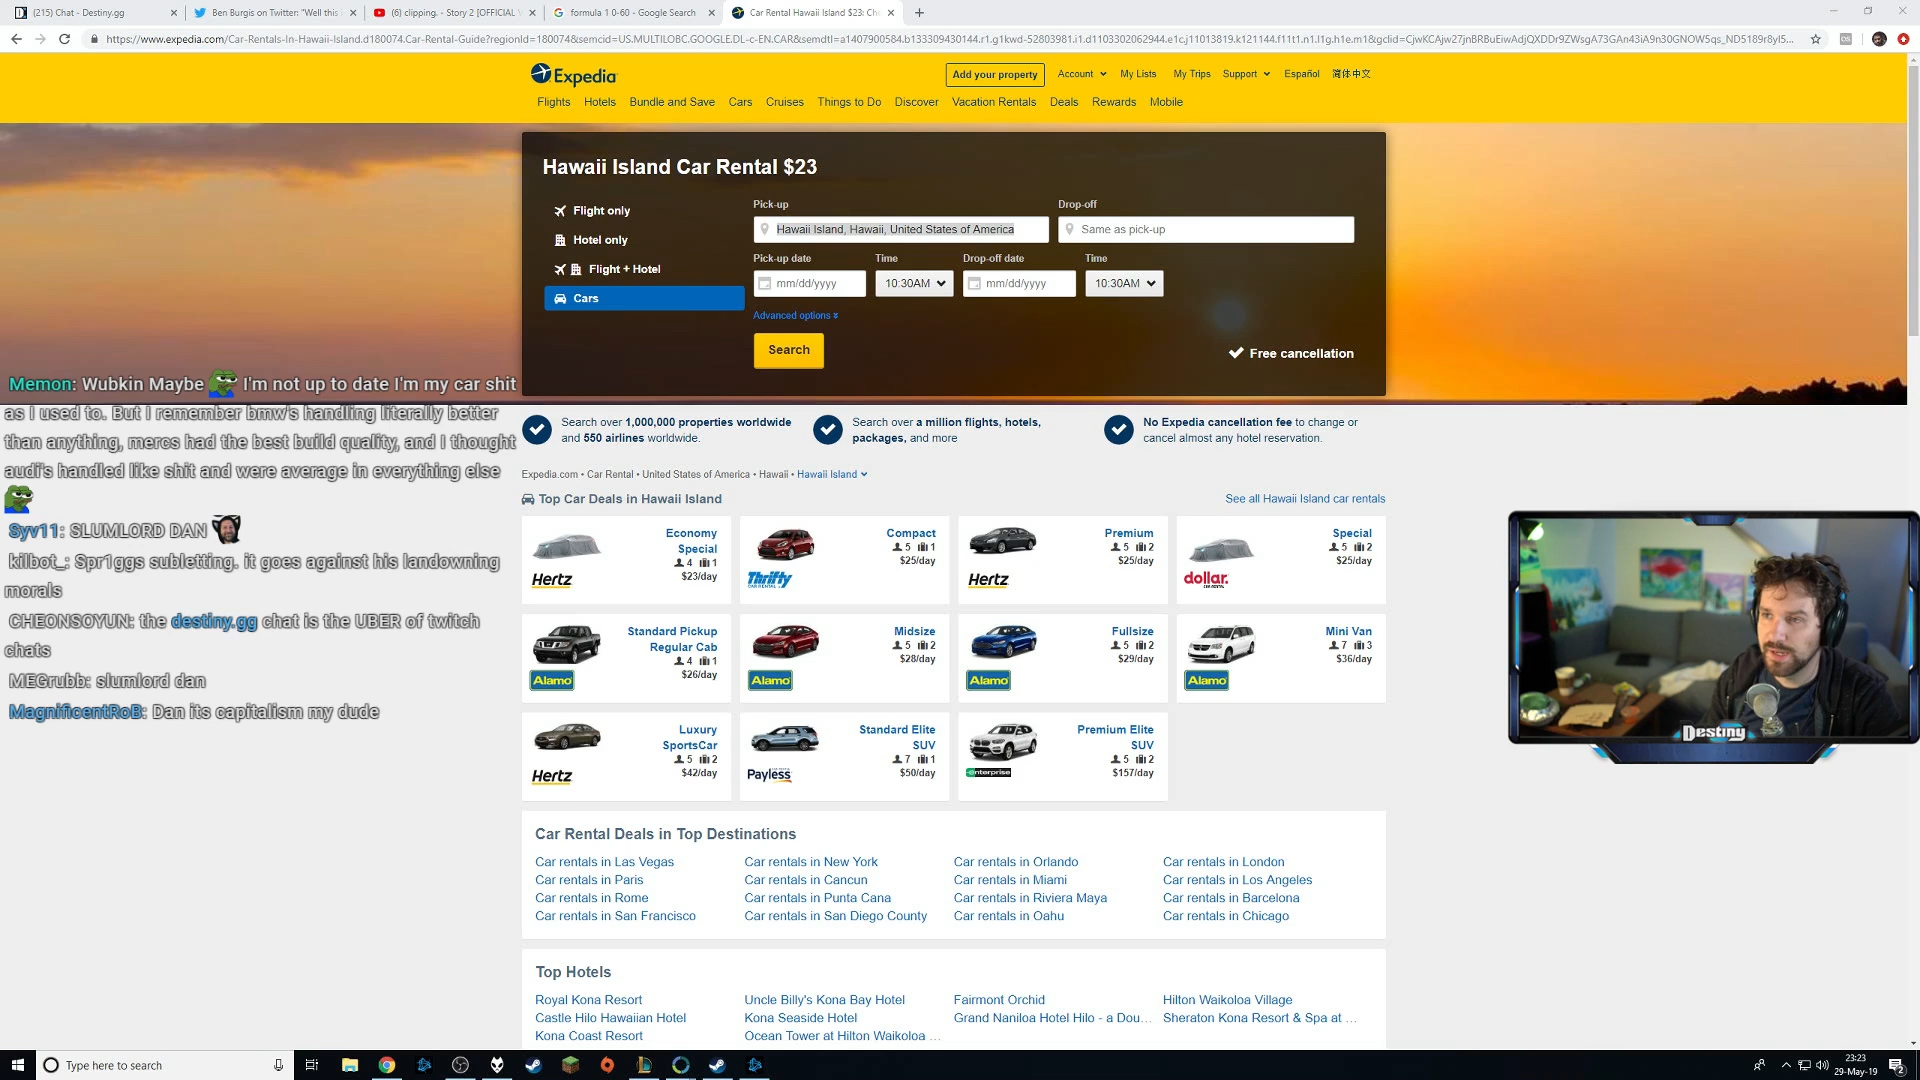 (215) Chat - Destiny.gg
Ben Burgis on Twitter: "Well this
(6) clipping. - Story 2 [OFFICIAL
formula 1 0-60 - Google Search
Car Rental Hawaii Island $23: Ch
Expedia
Add your property
Account
My Lists
My Trips
Support
Español
简体中文
Flights
Hotels
Bundle and Save
Cars
Cruises
Things to Do
Discover
Vacation Rentals
Deals
Rewards
Mobile
Hawaii Island Car Rental $23
Flight only
Hotel only
Flight + Hotel
Cars
Pick-up
Drop-off
Hawaii Island, Hawaii, United States of America
Same as pick-up
Pick-up date
Time
Drop-off date
Time
mm/dd/yyyy
10:30AM
mm/dd/yyyy
10:30AM
Advanced options
Search
Free cancellation
Memon: Wubkin Maybe I'm not up to date I'm my car shit
as I used to. But I remember bmw's handling literally better
than anything, mercs had the best build quality, and I thought
audi's handled like shit and were average in everything else
Syv11: SLUMLORD DAN
kilbot_: Spr1ggs subletting. it goes against his landowning
morals
CHEONSOYUN: the destiny.gg chat is the UBER of twitch
chats
MEGrubb: slumlord dan
MagnificentRoB: Dan its capitalism my dude
Search over 1,000,000 properties worldwide
and 550 airlines worldwide.
Search over a million flights, hotels,
packages, and more
No Expedia cancellation fee to change or
cancel almost any hotel reservation.
Expedia.com • Car Rental • United States of America • Hawaii • Hawaii Island
Top Car Deals in Hawaii Island
See all Hawaii Island car rentals
Economy
Special
4 1
$23/day
Hertz
Compact
5 1
$25/day
Thrifty
Premium
5 2
$25/day
Hertz
Special
5 2
$25/day
dollar.
Standard Pickup
Regular Cab
4 1
$26/day
Alamo
Midsize
5 2
$28/day
Alamo
Fullsize
5 2
$29/day
Alamo
Mini Van
7 3
$36/day
Alamo
Luxury
SportsCar
5 2
$42/day
Hertz
Standard Elite
SUV
7 1
$50/day
Payless
Premium Elite
SUV
5 2
$157/day
enterprise
Destiny
Car Rental Deals in Top Destinations
Car rentals in Las Vegas
Car rentals in New York
Car rentals in Orlando
Car rentals in London
Car rentals in Paris
Car rentals in Cancun
Car rentals in Miami
Car rentals in Los Angeles
Car rentals in Rome
Car rentals in Punta Cana
Car rentals in Riviera Maya
Car rentals in Barcelona
Car rentals in San Francisco
Car rentals in San Diego County
Car rentals in Oahu
Car rentals in Chicago
Top Hotels
Royal Kona Resort
Uncle Billy's Kona Bay Hotel
Fairmont Orchid
Hilton Waikoloa Village
Castle Hilo Hawaiian Hotel
Kona Seaside Hotel
Grand Naniloa Hotel Hilo - a Dou...
Sheraton Kona Resort & Spa at ...
Kona Coast Resort
Ocean Tower at Hilton Waikoloa ...
Type here to search
23:23
29-May-19
2